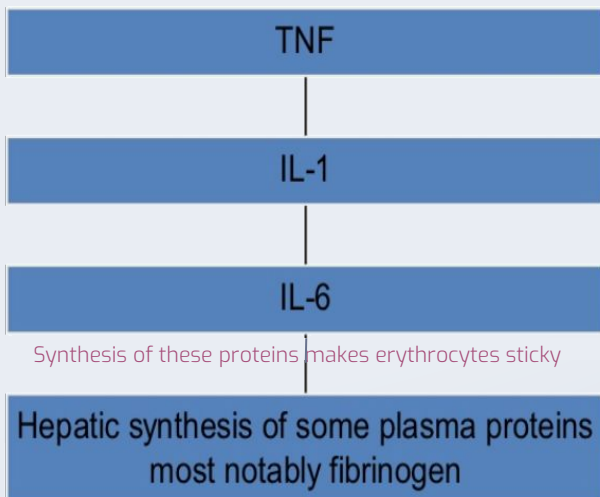 TNF
IL-1
IL-6
Synthesis of these proteins makes erythrocytes sticky
Hepatic synthesis of some plasma proteins
most notably fibrinogen